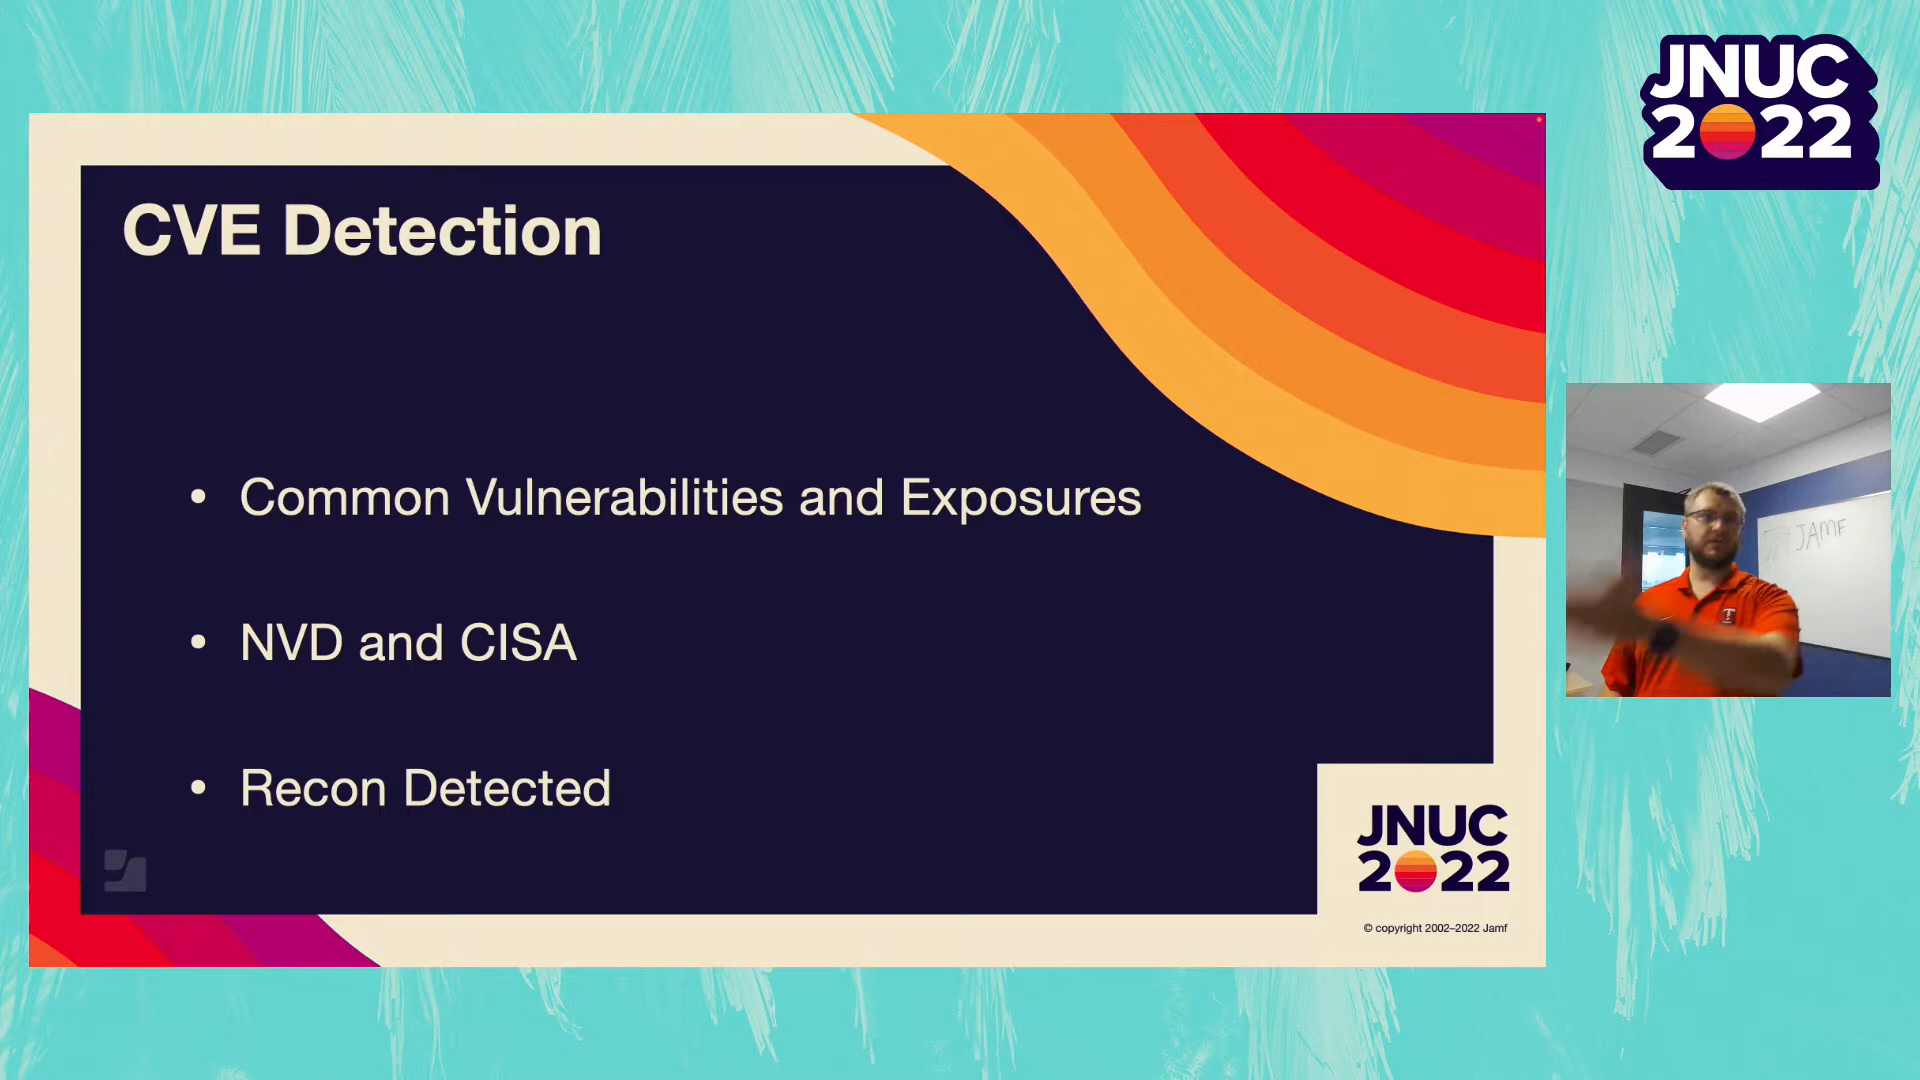 JNUC
2022
CVE Detection
• Common Vulnerabilities and Exposures
• NVD and CISA
• Recon Detected
JAMF
JNUC
2022
© copyright 2002–2022 Jamf